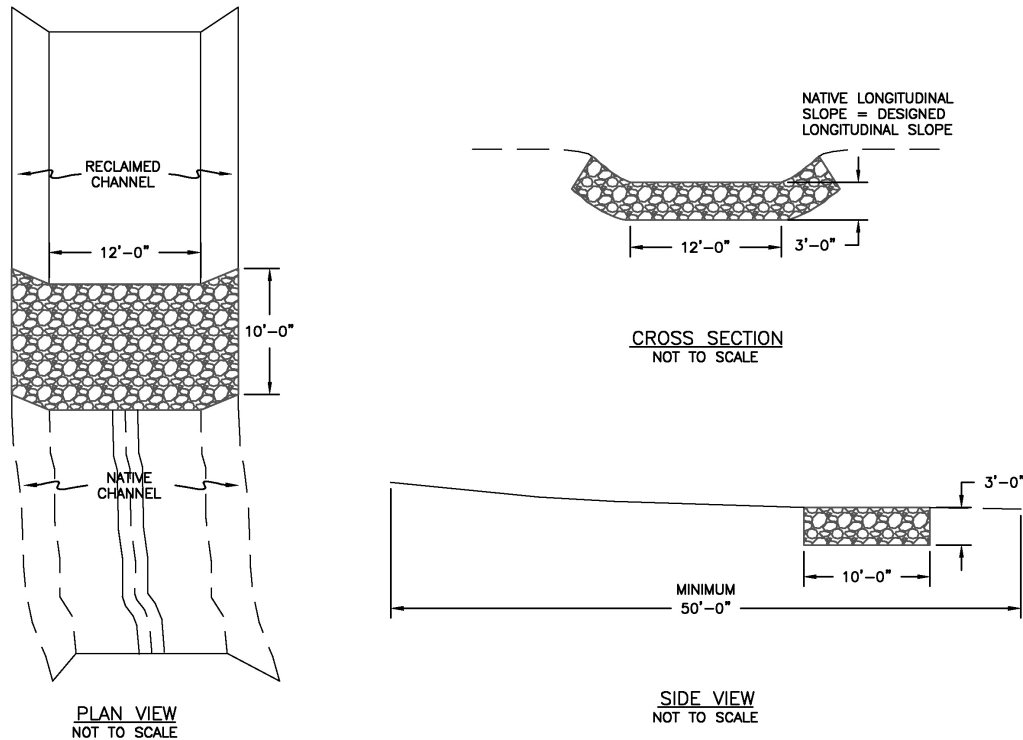 RECLAIMED
CHANNEL
12'-0"
10'-0"
NATIVE
CHANNEL
PLAN VIEW
NOT TO SCALE
NATIVE LONGITUDINAL
SLOPE = DESIGNED
LONGITUDINAL SLOPE
12'-0"
3'-0"
CROSS SECTION
NOT TO SCALE
3'-0"
10'-0"
MINIMUM
50'-0"
SIDE VIEW
NOT TO SCALE